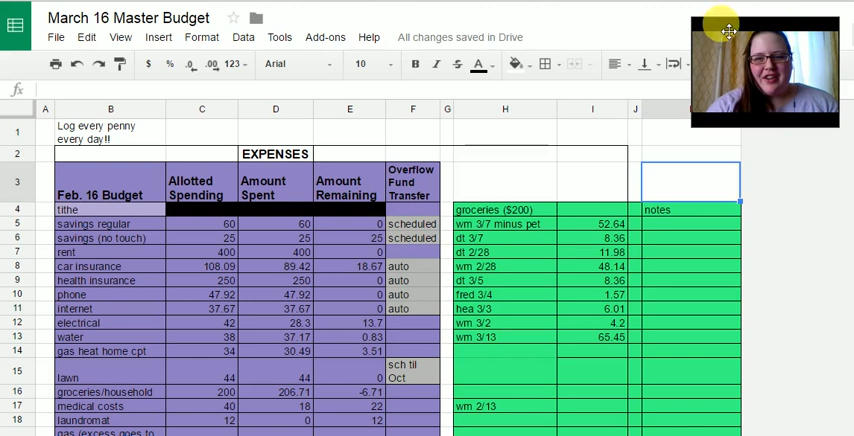 March 16 Master Budget
File Edit View Insert Format Data Tools Add-ons Help All changes saved in Drive
$ % .0 .00 123 Arial 10 B I S A
fx
A B C D E F G H I J
1 Log every penny
every day!!
2 EXPENSES
3 Feb. 16 Budget Allotted Spending Amount Spent Amount Remaining Overflow Fund Transfer
4 tithe groceries ($200) notes
5 savings regular 60 60 0 scheduled wm 3/7 minus pet 52.64
6 savings (no touch) 25 25 25 scheduled dt 3/7 8.36
7 rent 400 400 0 dt 2/28 11.98
8 car insurance 108.09 89.42 18.67 auto wm 2/28 48.14
9 health insurance 250 250 0 auto dt 3/5 8.36
10 phone 47.92 47.92 0 auto fred 3/4 1.57
11 internet 37.67 37.67 0 auto hea 3/3 6.01
12 electrical 42 28.3 13.7 wm 3/2 4.2
13 water 38 37.17 0.83 wm 3/13 65.45
14 gas heat home cpt 34 30.49 3.51
15 lawn 44 44 0 sch til Oct
16 groceries/household 200 206.71 -6.71
17 medical costs 40 18 22 wm 2/13
18 laundromat 12 0 12
gas (excess goes to